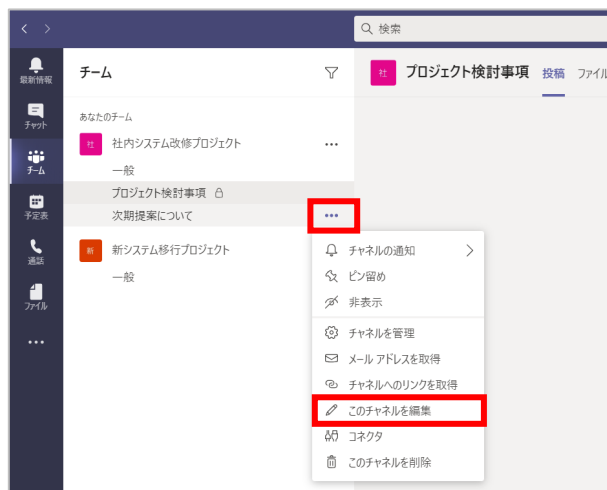 検索
最新情報
チャット
チーム
予定表
通話
ファイル
チーム
あなたのチーム
社 社内システム改修プロジェクト
一般
プロジェクト検討事項
次期提案について
新 新システム移行プロジェクト
一般
社 プロジェクト検討事項 投稿 ファイル
チャネルの通知
ピン留め
非表示
チャネルを管理
メール アドレスを取得
チャネルへのリンクを取得
このチャネルを編集
コネクタ
このチャネルを削除